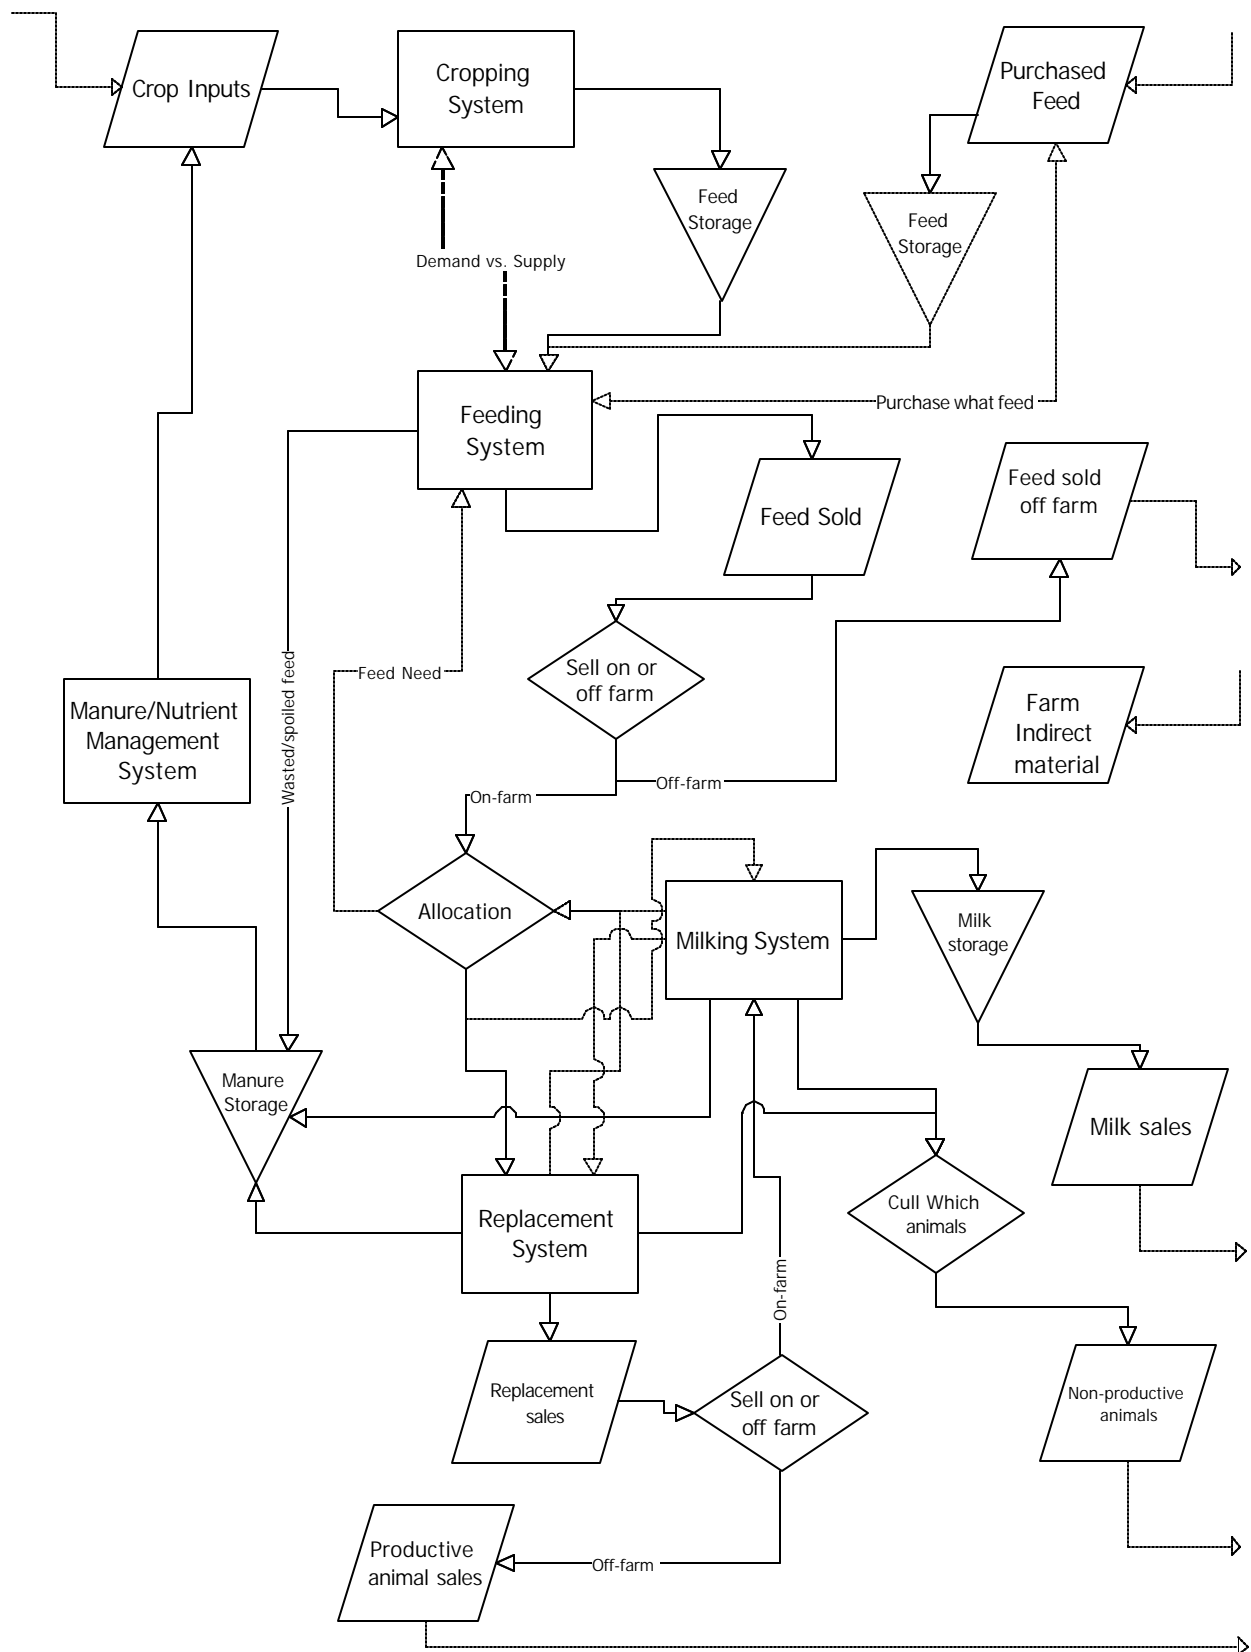 Crop Inputs
Cropping
System
Purchased
Feed
Feed
Storage
Feed
Storage
Demand vs. Supply
Feeding
System
Purchase what feed
Feed Sold
Feed sold
off farm
Sell on or
off farm
Feed Need
Wasted/spoiled feed
Manure/Nutrient
Management
System
Farm
Indirect
material
Off-farm
On-farm
Allocation
Milking System
Milk
storage
Manure
Storage
Milk sales
Replacement
System
Cull Which
animals
On-farm
Replacement
sales
Sell on or
off farm
Non-productive
animals
Productive
animal sales
Off-farm